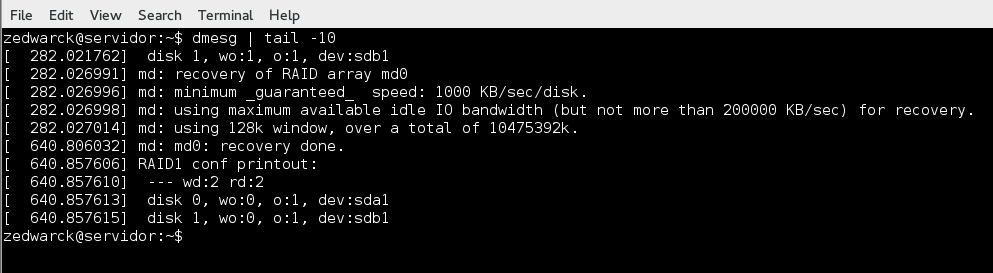 File Edit View Search Terminal Help
zedwarck@servidor:~$ dmesg | tail -10
[  282.021762]  disk 1, wo:1, o:1, dev:sdb1
[  282.026991] md: recovery of RAID array md0
[  282.026996] md: minimum _guaranteed_  speed: 1000 KB/sec/disk.
[  282.026998] md: using maximum available idle IO bandwidth (but not more than 200000 KB/sec) for recovery.
[  282.027014] md: using 128k window, over a total of 10475392k.
[  640.806032] md: md0: recovery done.
[  640.857606] RAID1 conf printout:
[  640.857610]  --- wd:2 rd:2
[  640.857613]  disk 0, wo:0, o:1, dev:sda1
[  640.857615]  disk 1, wo:0, o:1, dev:sdb1
zedwarck@servidor:~$